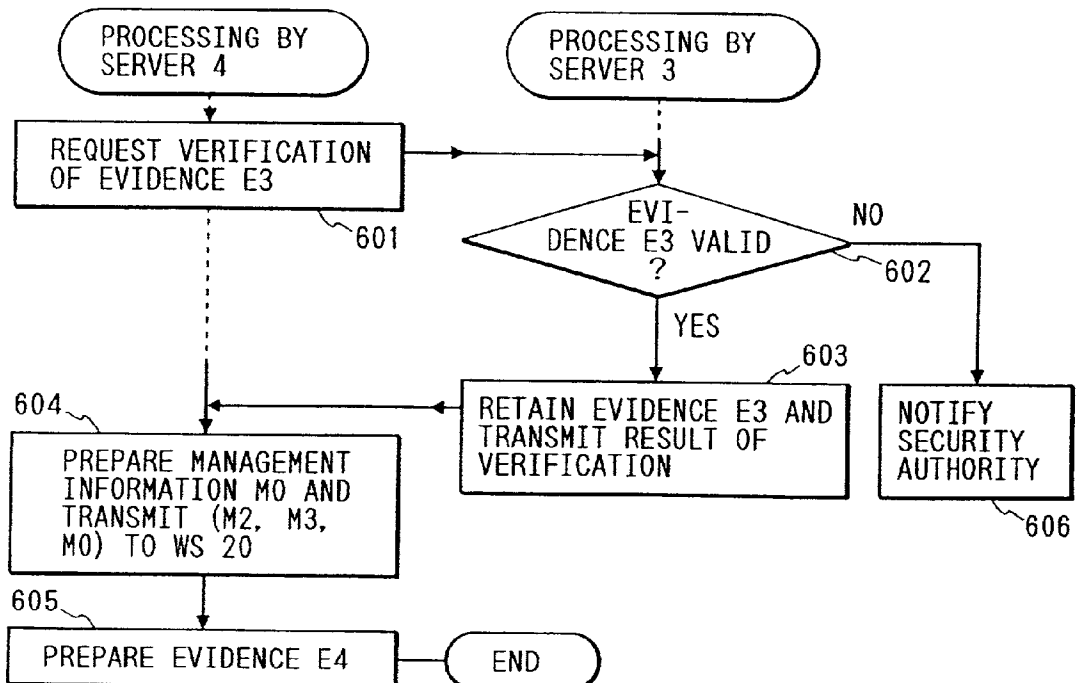 PROCESSING BY
SERVER 4
PROCESSING BY
SERVER 3
REQUEST VERIFICATION
OF EVIDENCE E3
601
EVI-
DENCE E3 VALID
?
NO
602
YES
603
RETAIN EVIDENCE E3 AND
TRANSMIT RESULT OF
VERIFICATION
NOTIFY
SECURITY
AUTHORITY
606
604
PREPARE MANAGEMENT
INFORMATION M0 AND
TRANSMIT (M2, M3,
M0) TO WS 20
605
PREPARE EVIDENCE E4
END